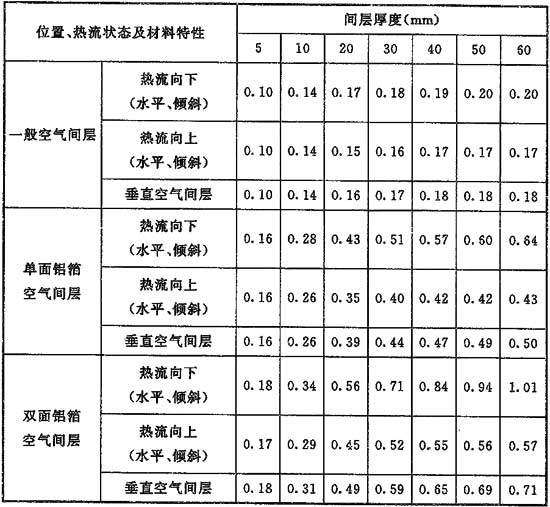 位置、热流状态及材料特性 间层厚度(mm)
5 10 20 30 40 50 60
一般空气间层
热流向下
(水平、倾斜)
0.10 0.14 0.17 0.18 0.19 0.20 0.20
热流向上
(水平、倾斜)
0.10 0.14 0.15 0.16 0.17 0.17 0.17
垂直空气间层 0.10 0.14 0.16 0.17 0.18 0.18 0.18
单面铝箔
空气间层
热流向下
(水平、倾斜)
0.16 0.28 0.43 0.51 0.57 0.60 0.64
热流向上
(水平、倾斜)
0.16 0.26 0.35 0.40 0.42 0.42 0.43
垂直空气间层 0.16 0.26 0.39 0.44 0.47 0.49 0.50
双面铝箔
空气间层
热流向下
(水平、倾斜)
0.18 0.34 0.56 0.71 0.84 0.94 1.01
热流向上
(水平、倾斜)
0.17 0.29 0.45 0.52 0.55 0.56 0.57
垂直空气间层 0.18 0.31 0.49 0.59 0.65 0.69 0.71